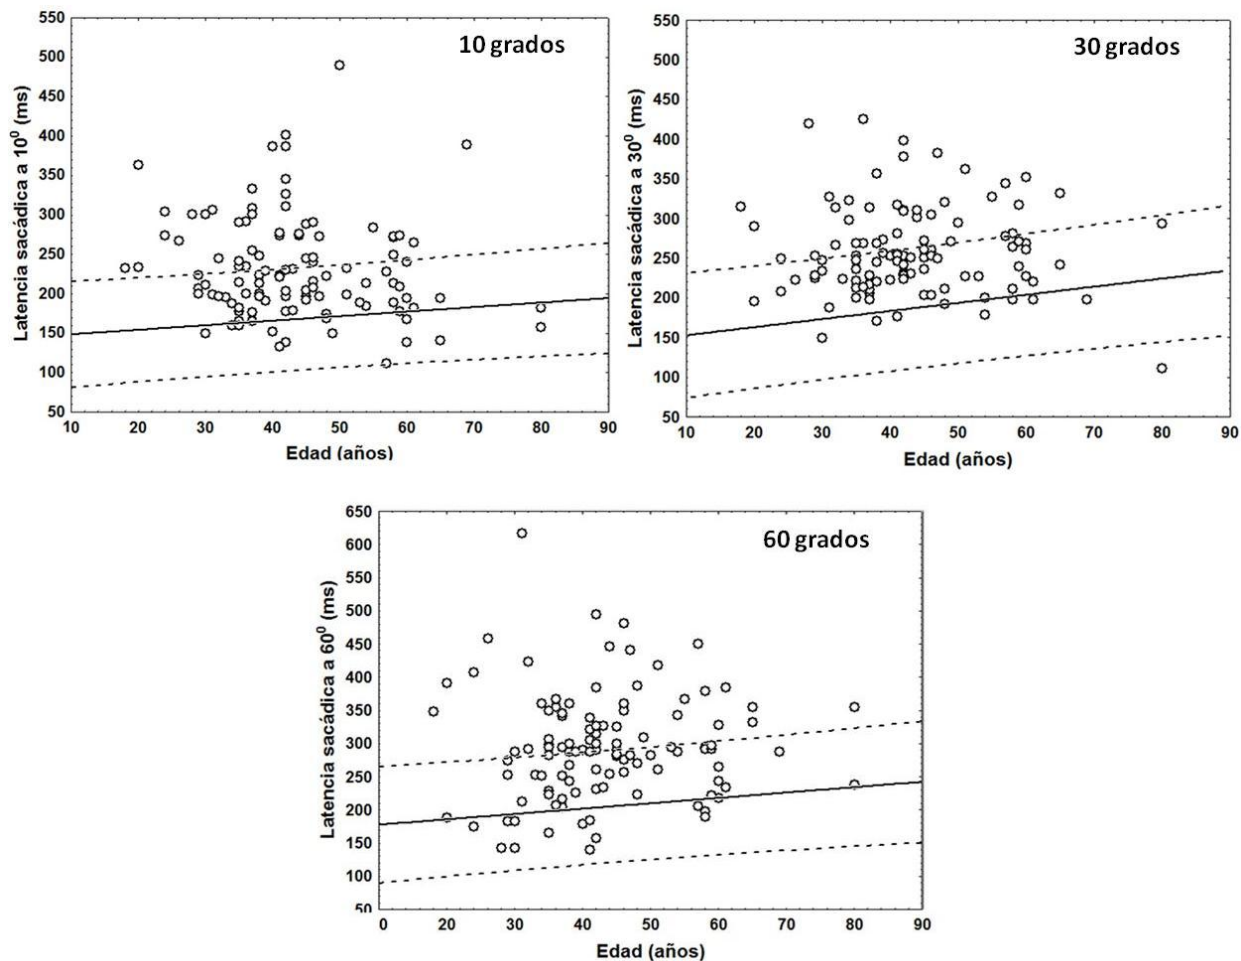 10 grados
Latencia sacádica a 10⁰ (ms)
550
500
450
400
350
300
250
200
150
100
50
10 20 30 40 50 60 70 80 90
Edad (años)
30 grados
Latencia sacádica a 30⁰ (ms)
550
500
450
400
350
300
250
200
150
100
50
10 20 30 40 50 60 70 80 90
Edad (años)
60 grados
Latencia sacádica a 60⁰ (ms)
650
600
550
500
450
400
350
300
250
200
150
100
50
0 20 30 40 50 60 70 80 90
Edad (años)